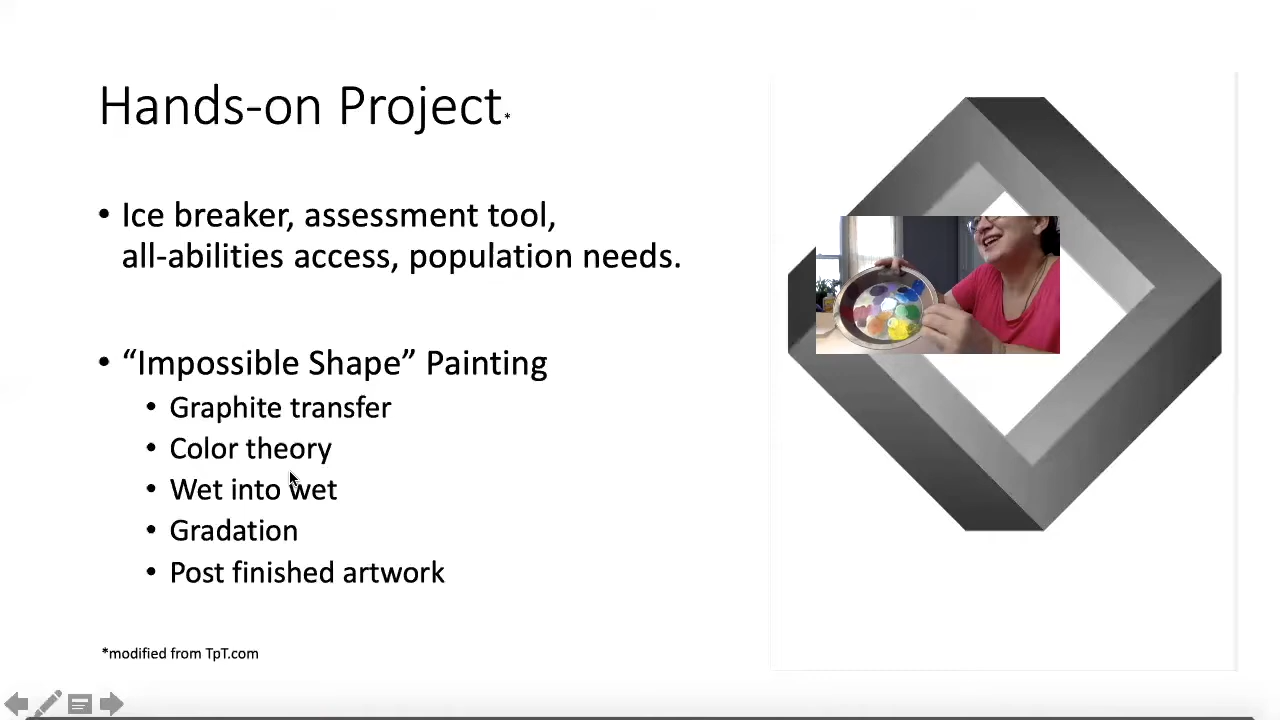 Hands-on Project*
• Ice breaker, assessment tool,
all-abilities access, population needs.
• “Impossible Shape” Painting
• Graphite transfer
• Color theory
• Wet into wet
• Gradation
• Post finished artwork
*modified from TpT.com